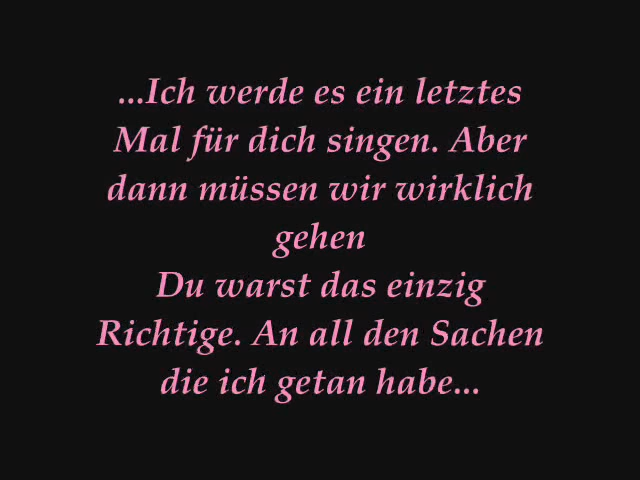 ...Ich werde es ein letztes
Mal für dich singen. Aber
dann müssen wir wirklich
gehen
Du warst das einzig
Richtige. An all den Sachen
die ich getan habe...